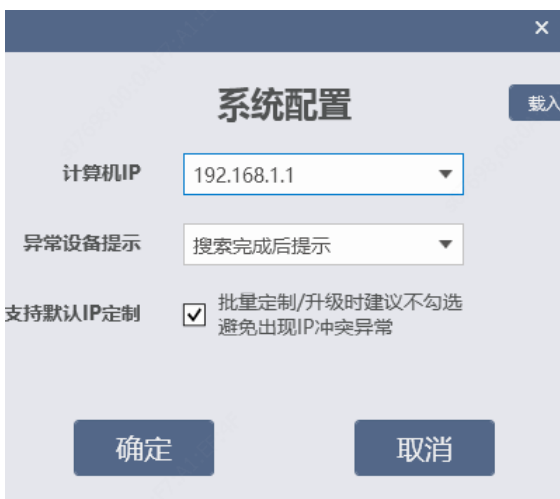 ×
系统配置
载入
计算机IP
192.168.1.1
异常设备提示
搜索完成后提示
支持默认IP定制
批量定制/升级时建议不勾选
避免出现IP冲突异常
确定
取消